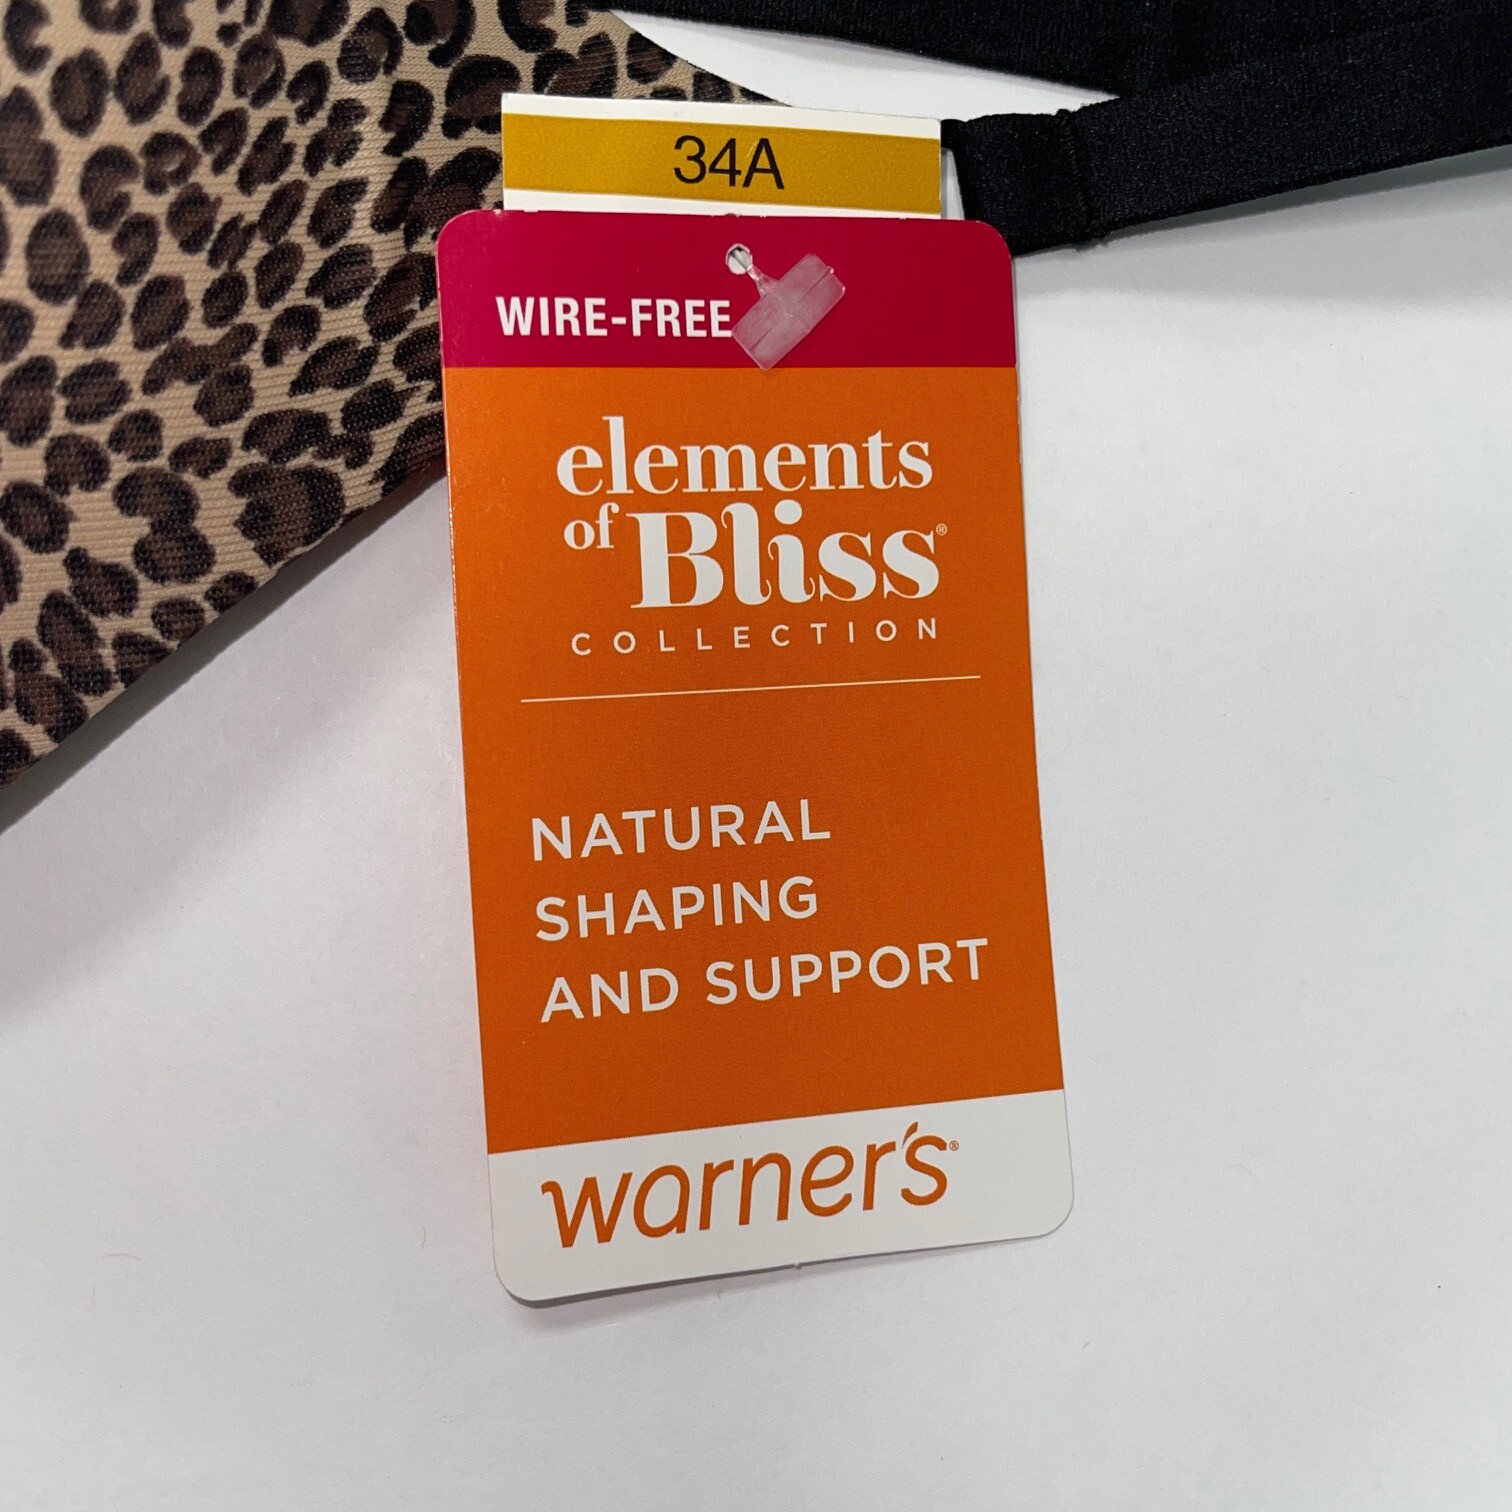 34A
WIRE-FREE
elements
of Bliss®
COLLECTION
NATURAL
SHAPING
AND SUPPORT
warner's®